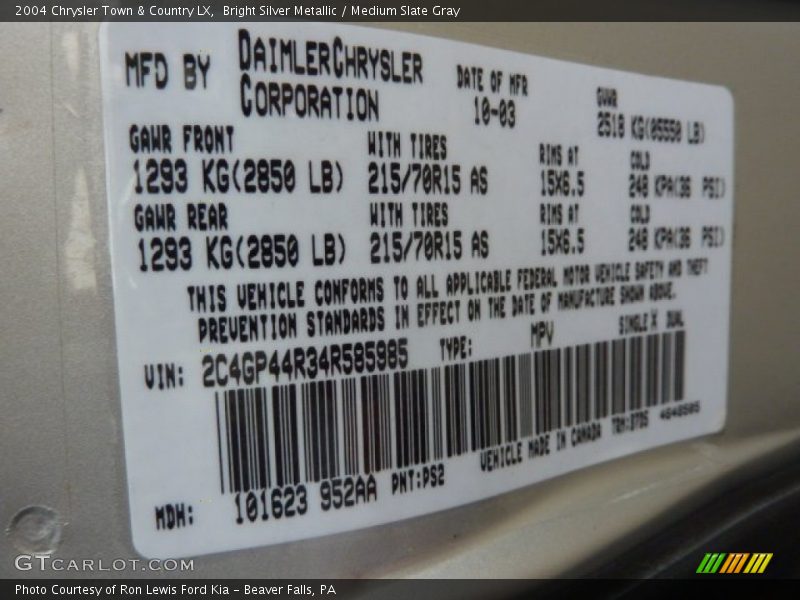 2004 Chrysler Town & Country LX,  Bright Silver Metallic / Medium Slate Gray
MFD BY DAIMLERCHRYSLER CORPORATION DATE OF MFR 10-03 GVWR 2518 KG(05550 LB)
GAWR FRONT WITH TIRES RIMS AT COLD
1293 KG(2850 LB) 215/70R15 AS 15X6.5 248 KPA(36 PSI)
GAWR REAR WITH TIRES RIMS AT COLD
1293 KG(2850 LB) 215/70R15 AS 15X6.5 248 KPA(36 PSI)
THIS VEHICLE CONFORMS TO ALL APPLICABLE FEDERAL MOTOR VEHICLE SAFETY AND THEFT
PREVENTION STANDARDS IN EFFECT ON THE DATE OF MANUFACTURE SHOWN ABOVE.
VIN: 2C4GP44R34R585985 TYPE: MPV SINGLE X DUAL
MDH: 101623 952AA PNT:PS2 VEHICLE MADE IN CANADA
GTCARLOT.COM
Photo Courtesy of Ron Lewis Ford Kia - Beaver Falls, PA